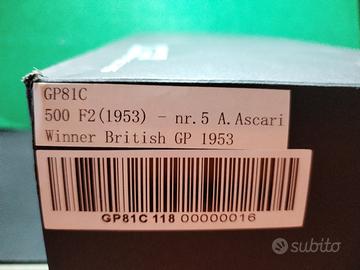 GP81C
500 F2(1953) - nr.5 A.Ascari
Winner British GP 1953
GP81C 118 00000016
subito